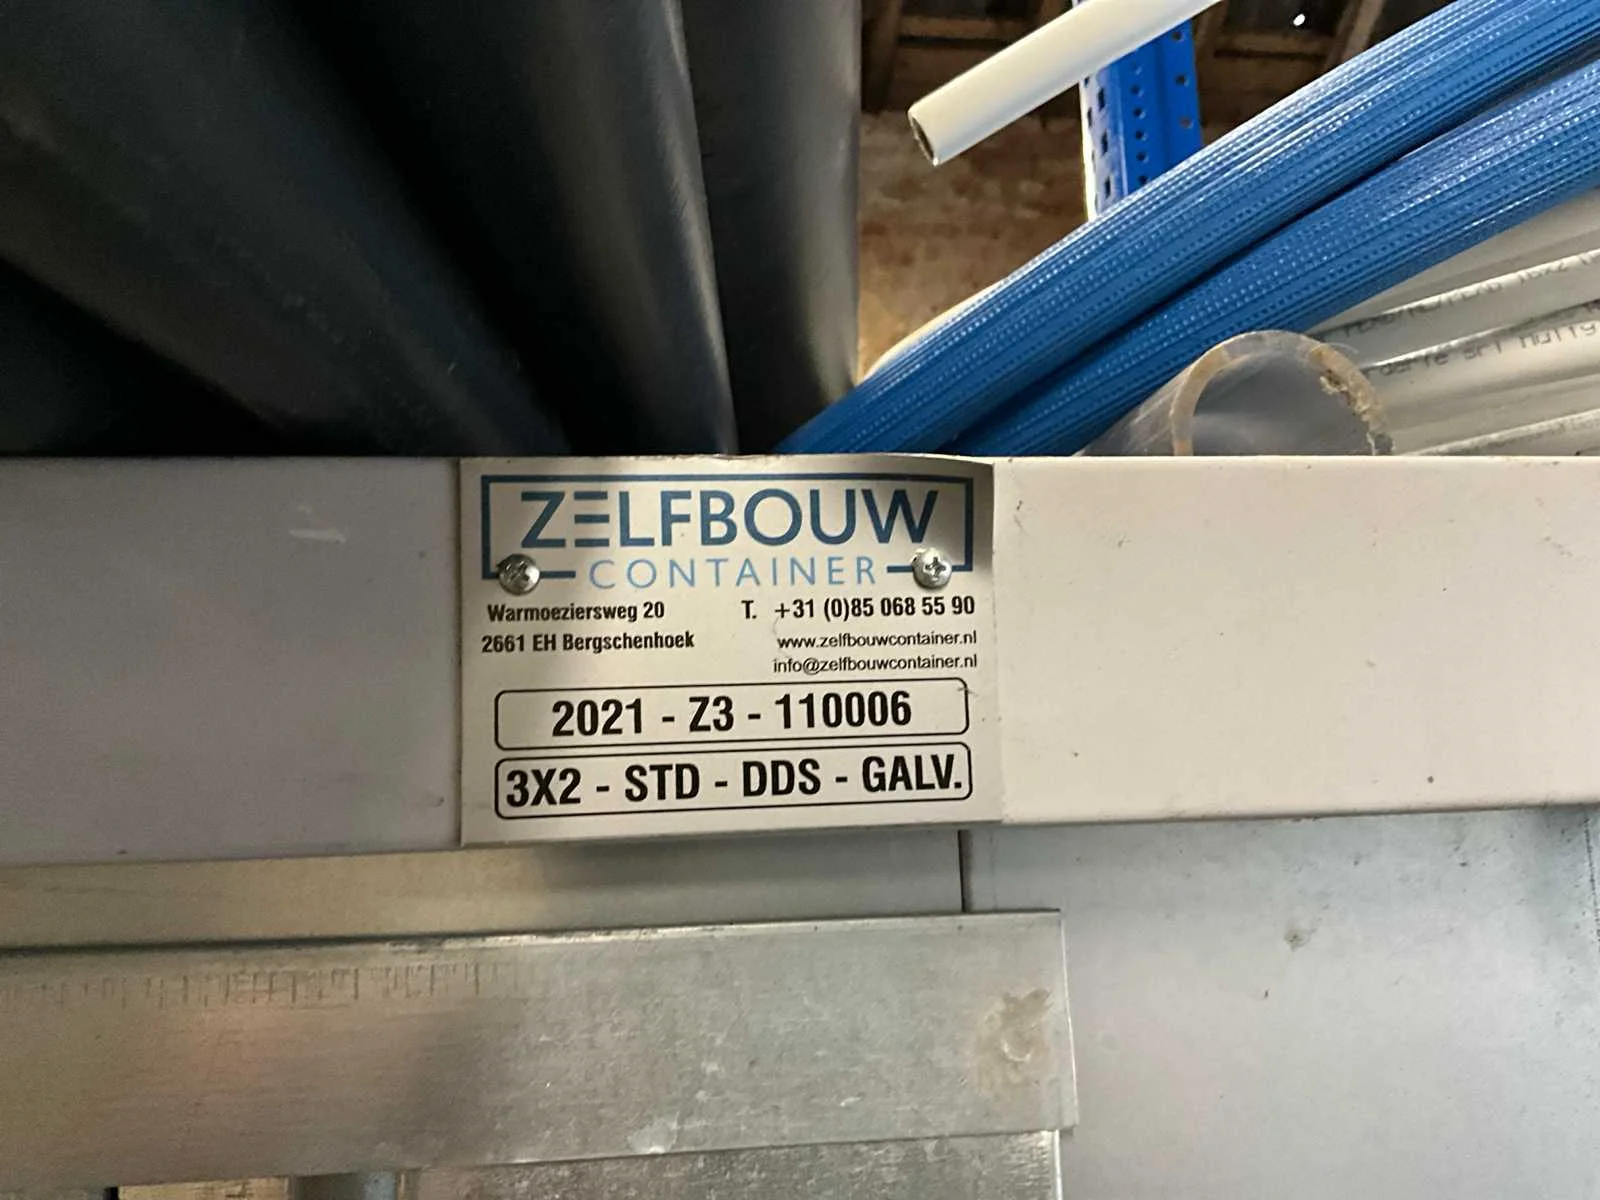 ZELFBOUW
CONTAINER
Warmoeziersweg 20
2661 EH Bergschenhoek
T. +31 (0)85 068 55 90
www.zelfbouwcontainer.nl
info@zelfbouwcontainer.nl
2021 - Z3 - 110006
3X2 - STD - DDS - GALV.